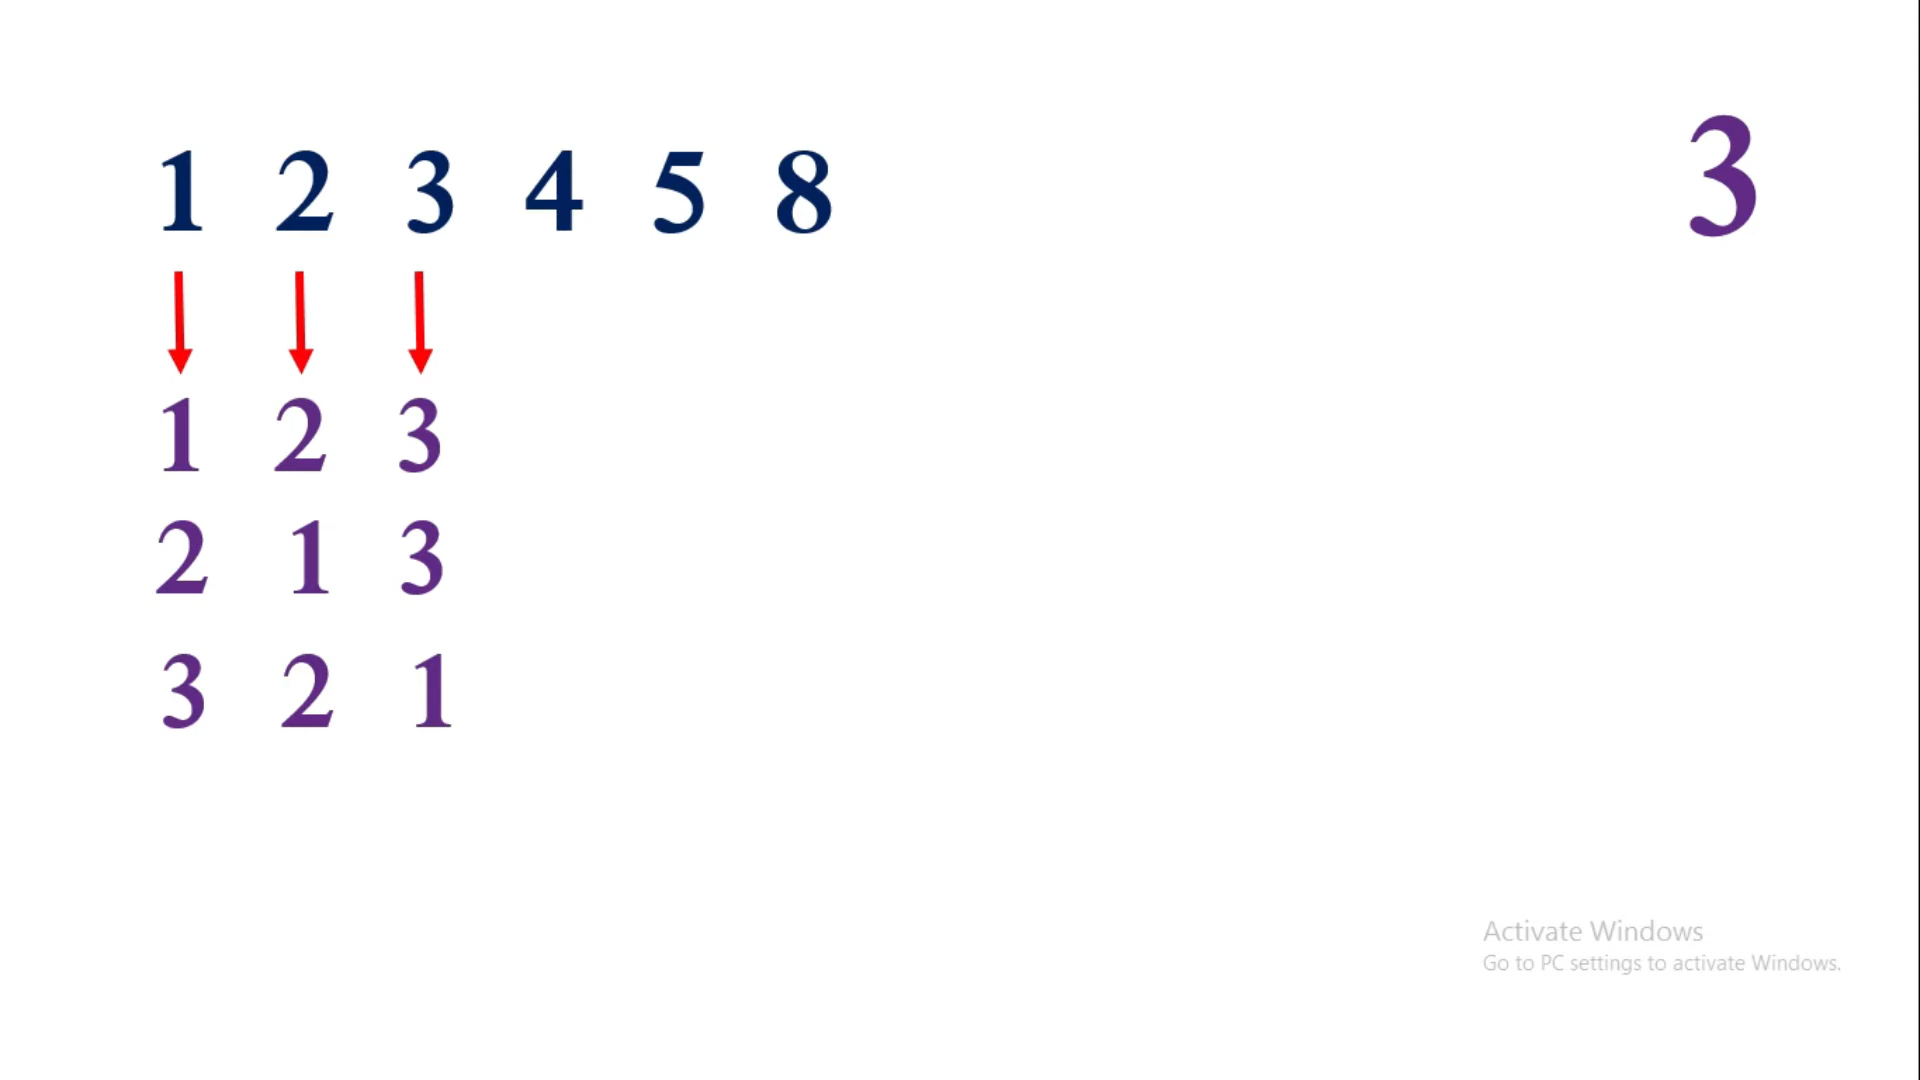 1 2 3 4 5 8
3
1 2 3
2 1 3
3 2 1
Activate Windows
Go to PC settings to activate Windows.